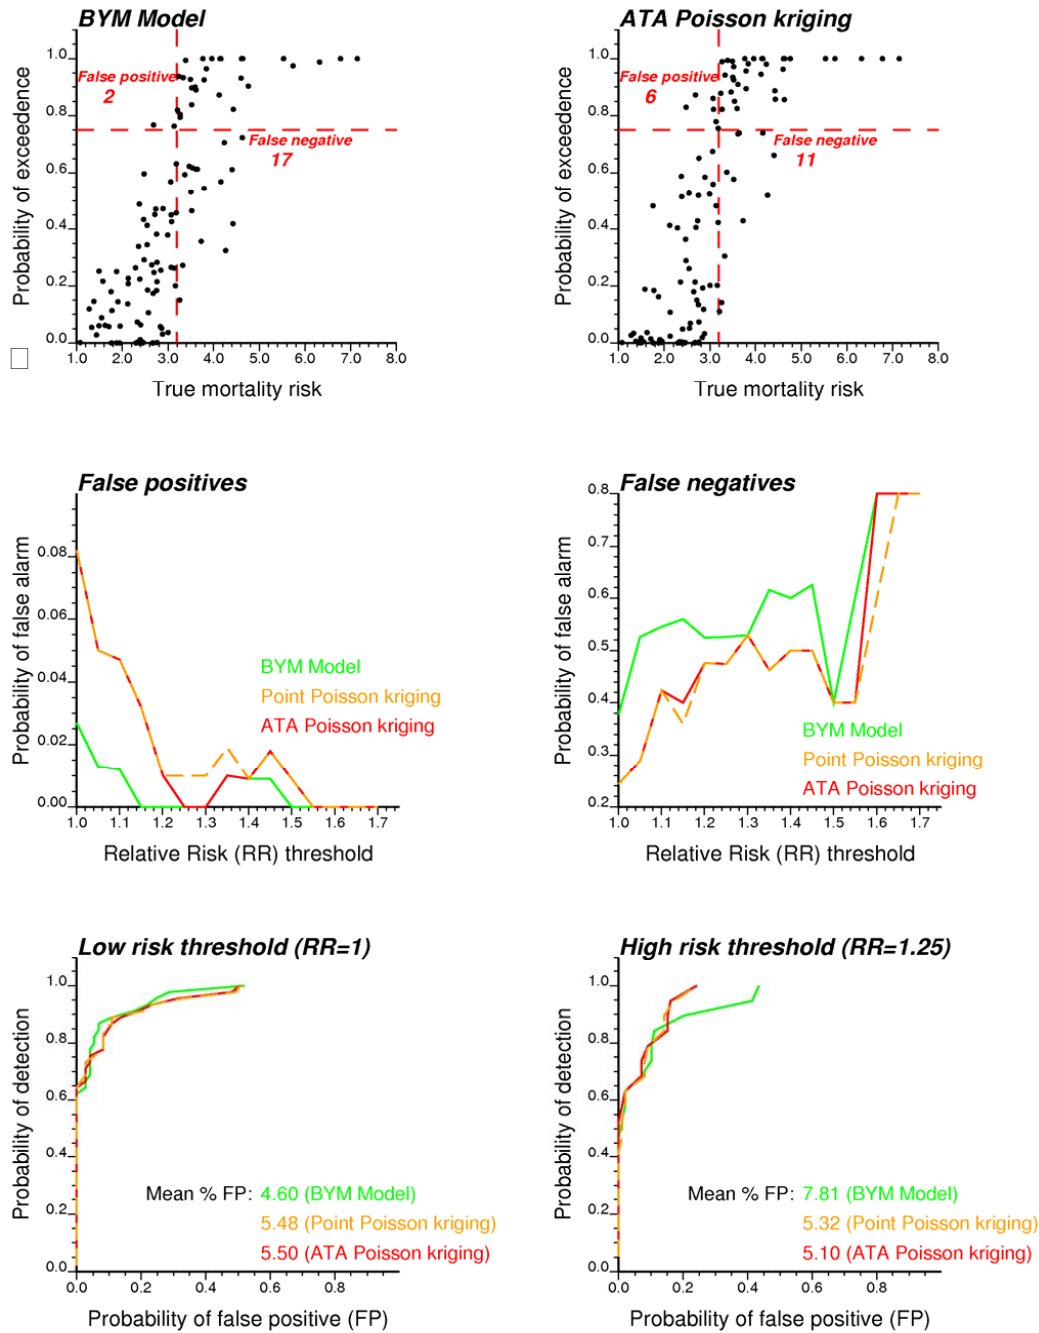 BYM Model
1.0
0.8
0.6
0.4
0.2
0.0
Probability of exceedence
False positive
2
False negative
17
1.0 2.0 3.0 4.0 5.0 6.0 7.0 8.0
True mortality risk
ATA Poisson kriging
1.0
0.8
0.6
0.4
0.2
0.0
Probability of exceedence
False positive
6
False negative
11
1.0 2.0 3.0 4.0 5.0 6.0 7.0 8.0
True mortality risk
False positives
0.08
0.06
0.04
0.02
0.00
Probability of false alarm
BYM Model
Point Poisson kriging
ATA Poisson kriging
1.0 1.1 1.2 1.3 1.4 1.5 1.6 1.7
Relative Risk (RR) threshold
False negatives
0.8
0.7
0.6
0.5
0.4
0.3
0.2
Probability of false alarm
BYM Model
Point Poisson kriging
ATA Poisson kriging
1.0 1.1 1.2 1.3 1.4 1.5 1.6 1.7
Relative Risk (RR) threshold
Low risk threshold (RR=1)
1.0
0.8
0.6
0.4
0.2
0.0
Probability of detection
Mean % FP: 4.60 (BYM Model)
5.48 (Point Poisson kriging)
5.50 (ATA Poisson kriging)
0.0 0.2 0.4 0.6 0.8
Probability of false positive (FP)
High risk threshold (RR=1.25)
1.0
0.8
0.6
0.4
0.2
0.0
Probability of detection
Mean % FP: 7.81 (BYM Model)
5.32 (Point Poisson kriging)
5.10 (ATA Poisson kriging)
0.0 0.2 0.4 0.6 0.8
Probability of false positive (FP)